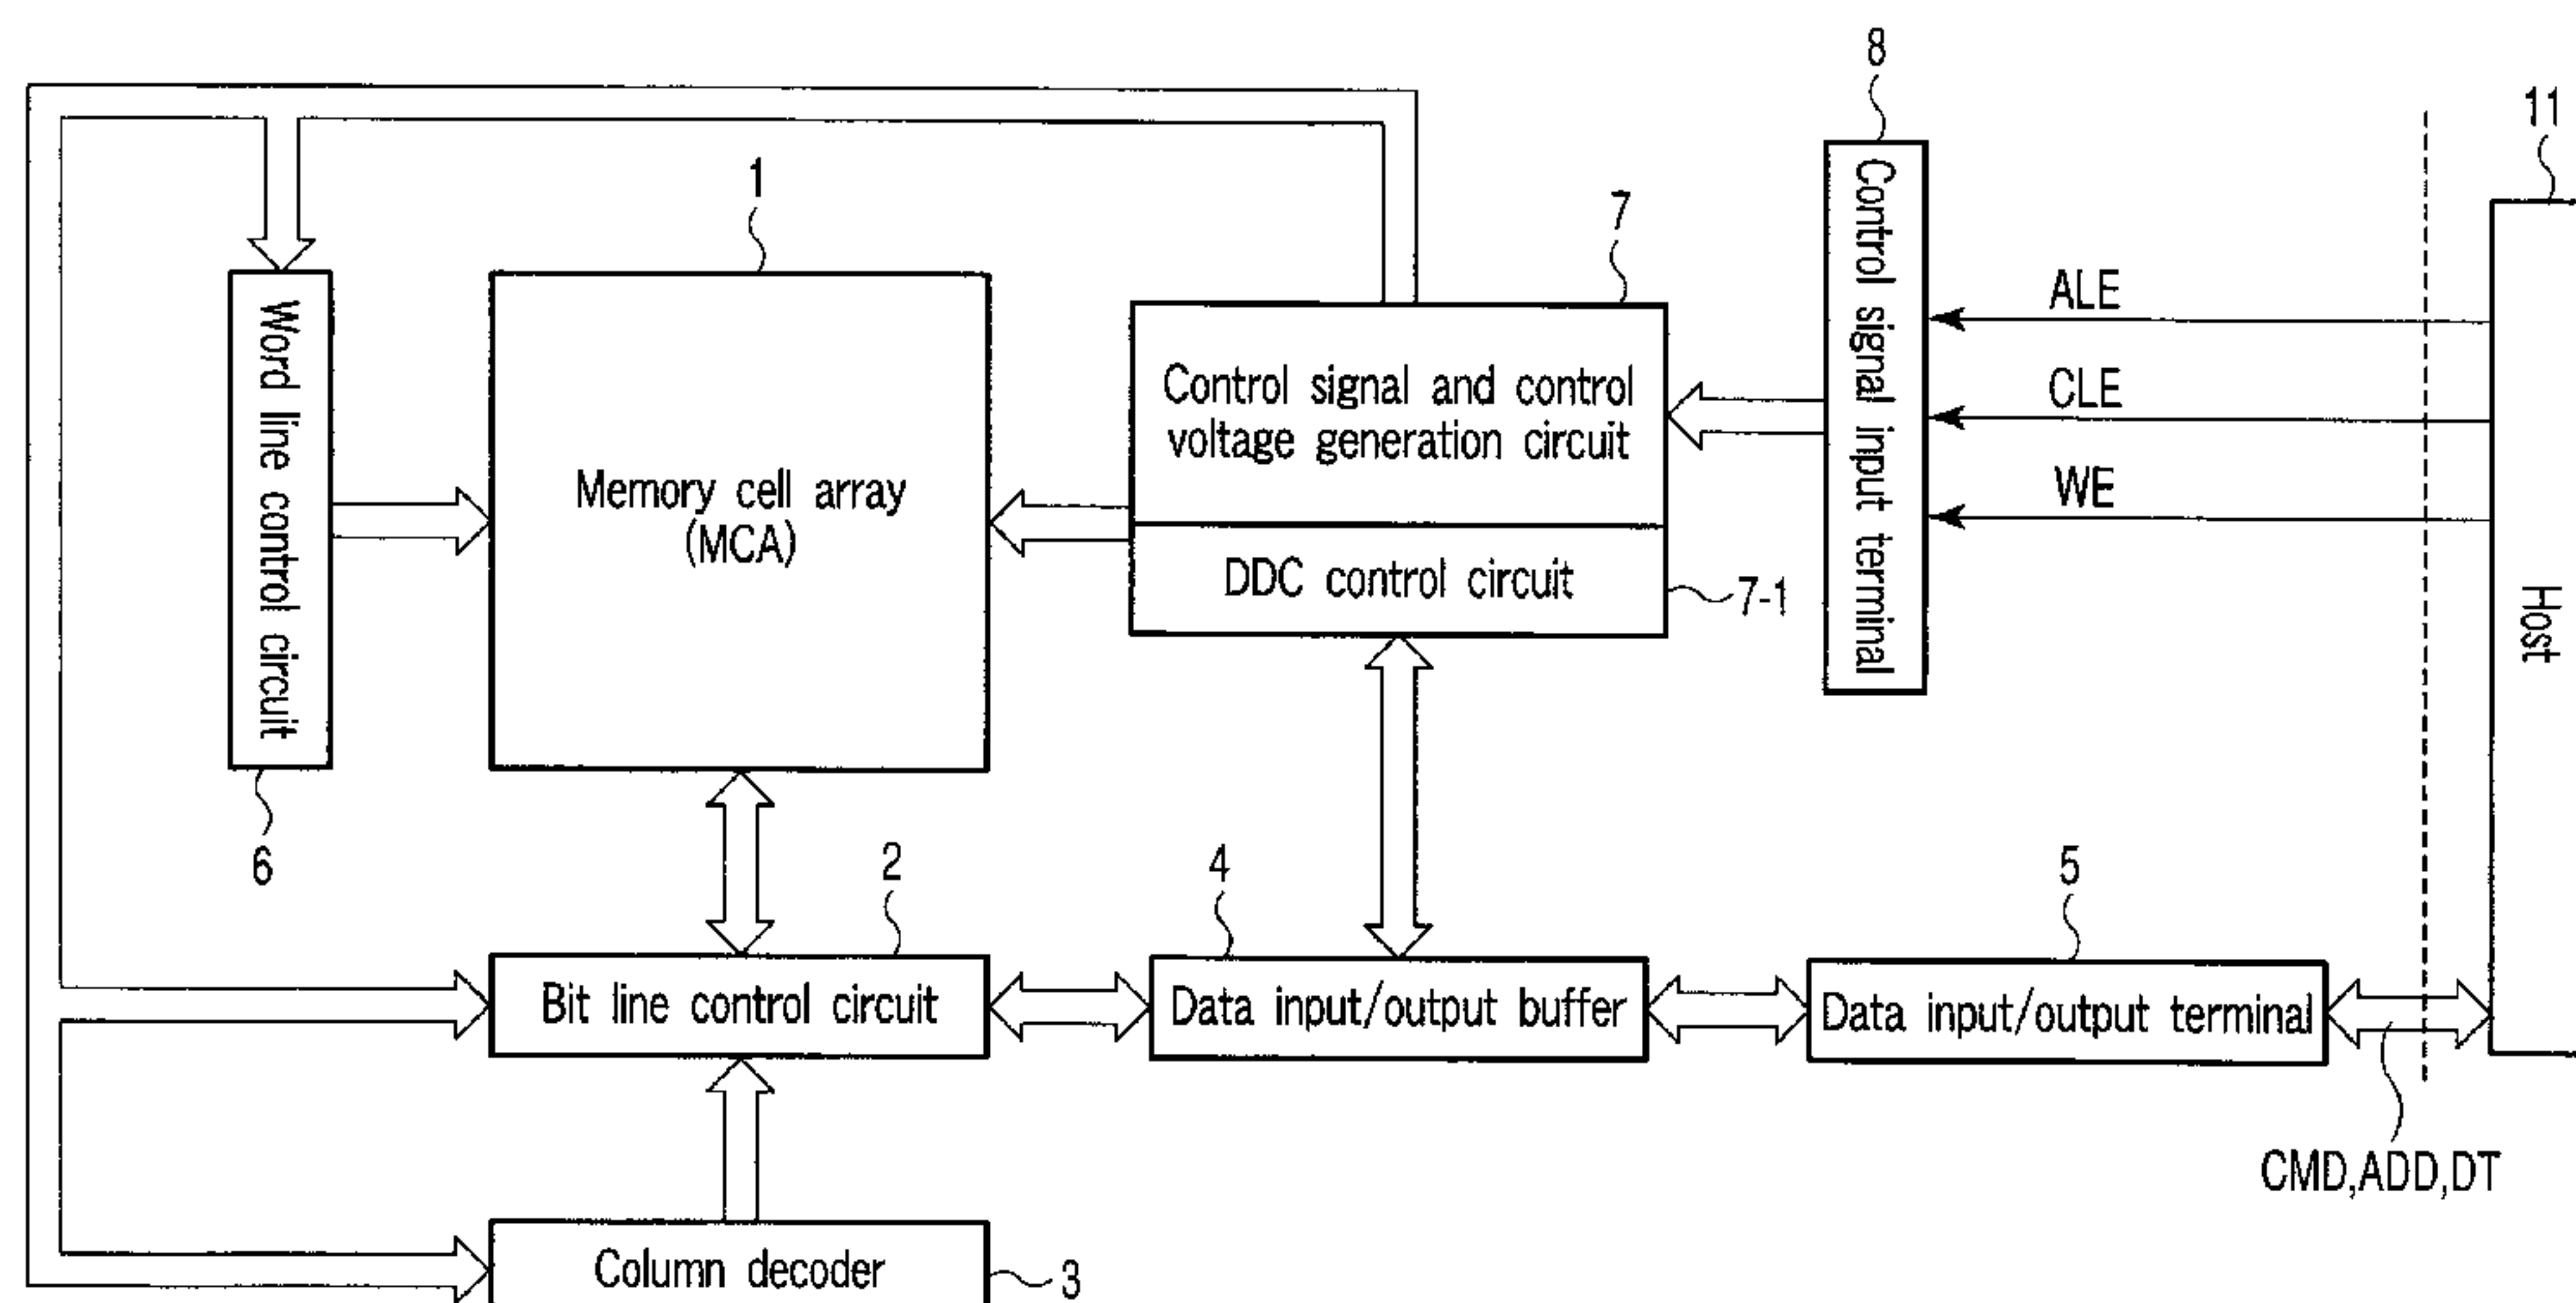 8
11
1
7
Control signal input terminal
ALE
CLE
WE
Host
Word line control circuit
Memory cell array
(MCA)
Control signal and control
voltage generation circuit
DDC control circuit
7-1
6
2
4
5
Bit line control circuit
Data input/output buffer
Data input/output terminal
CMD,ADD,DT
Column decoder
3